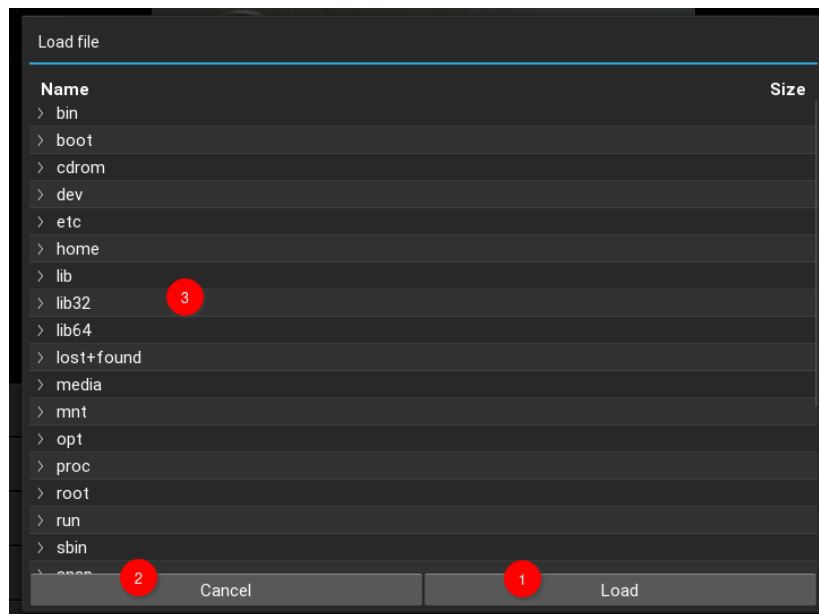 Load file
Name Size
bin
boot
cdrom
dev
etc
home
lib
lib32 3
lib64
lost+found
media
mnt
opt
proc
root
run
sbin
2 1
Cancel Load